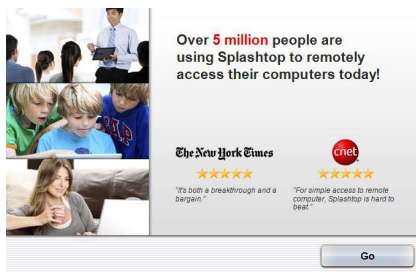 Over 5 million people are
using Splashtop to remotely
access their computers today!
The New York Times
cnet
"It's both a breakthrough and a
bargain."
"For simple access to remote
computer, Splashtop is hard to
beat."
GAP
Go